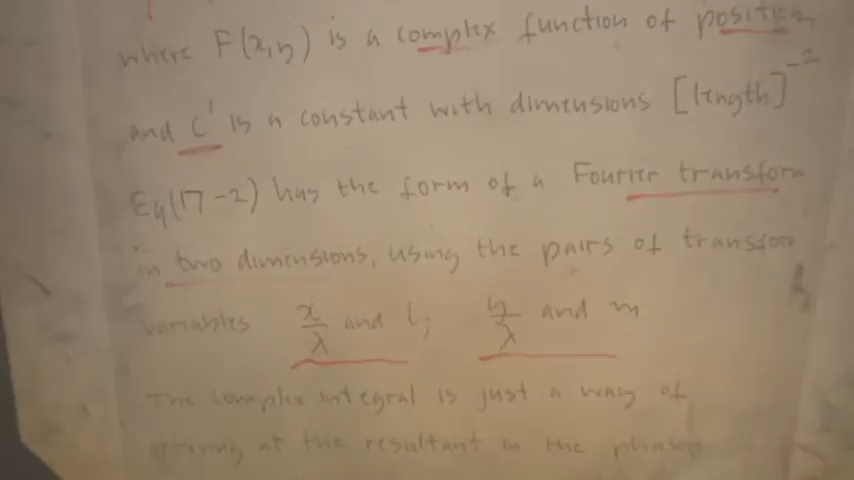 where F(x,y) is a complex function of position,
and C' is a constant with dimensions [length]⁻²
Eq(17-2) has the form of a Fourier transform
in two dimensions, using the pairs of transfor
variables x/λ and l; y/λ and m
The complex integral is just a way of
arriving at the resultant in the phasor